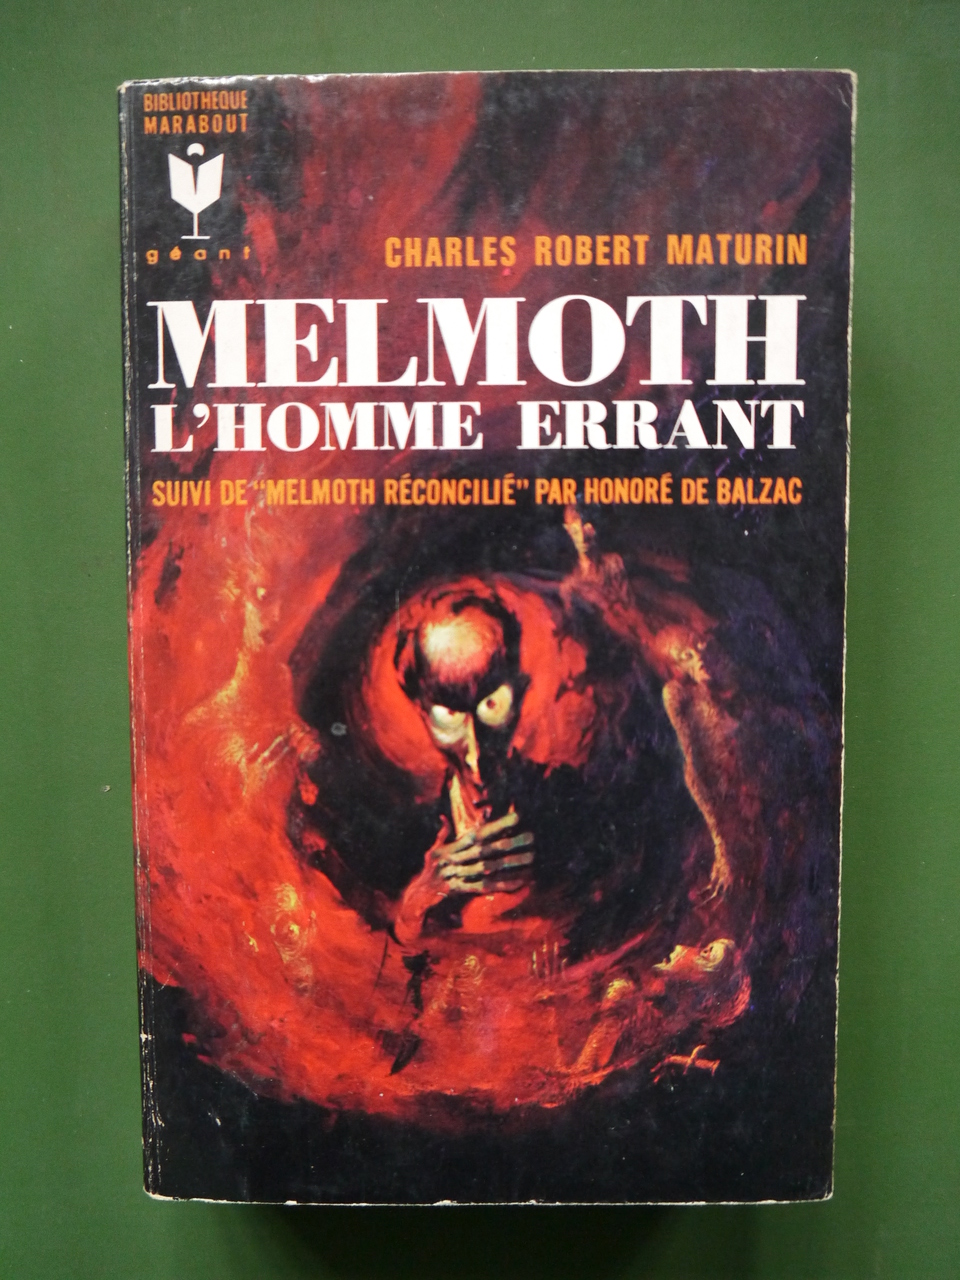 BIBLIOTHEQUE
MARABOUT
géant
CHARLES ROBERT MATURIN
MELMOTH
L'HOMME ERRANT
SUIVI DE "MELMOTH RÉCONCILIÉ" PAR HONORÉ DE BALZAC